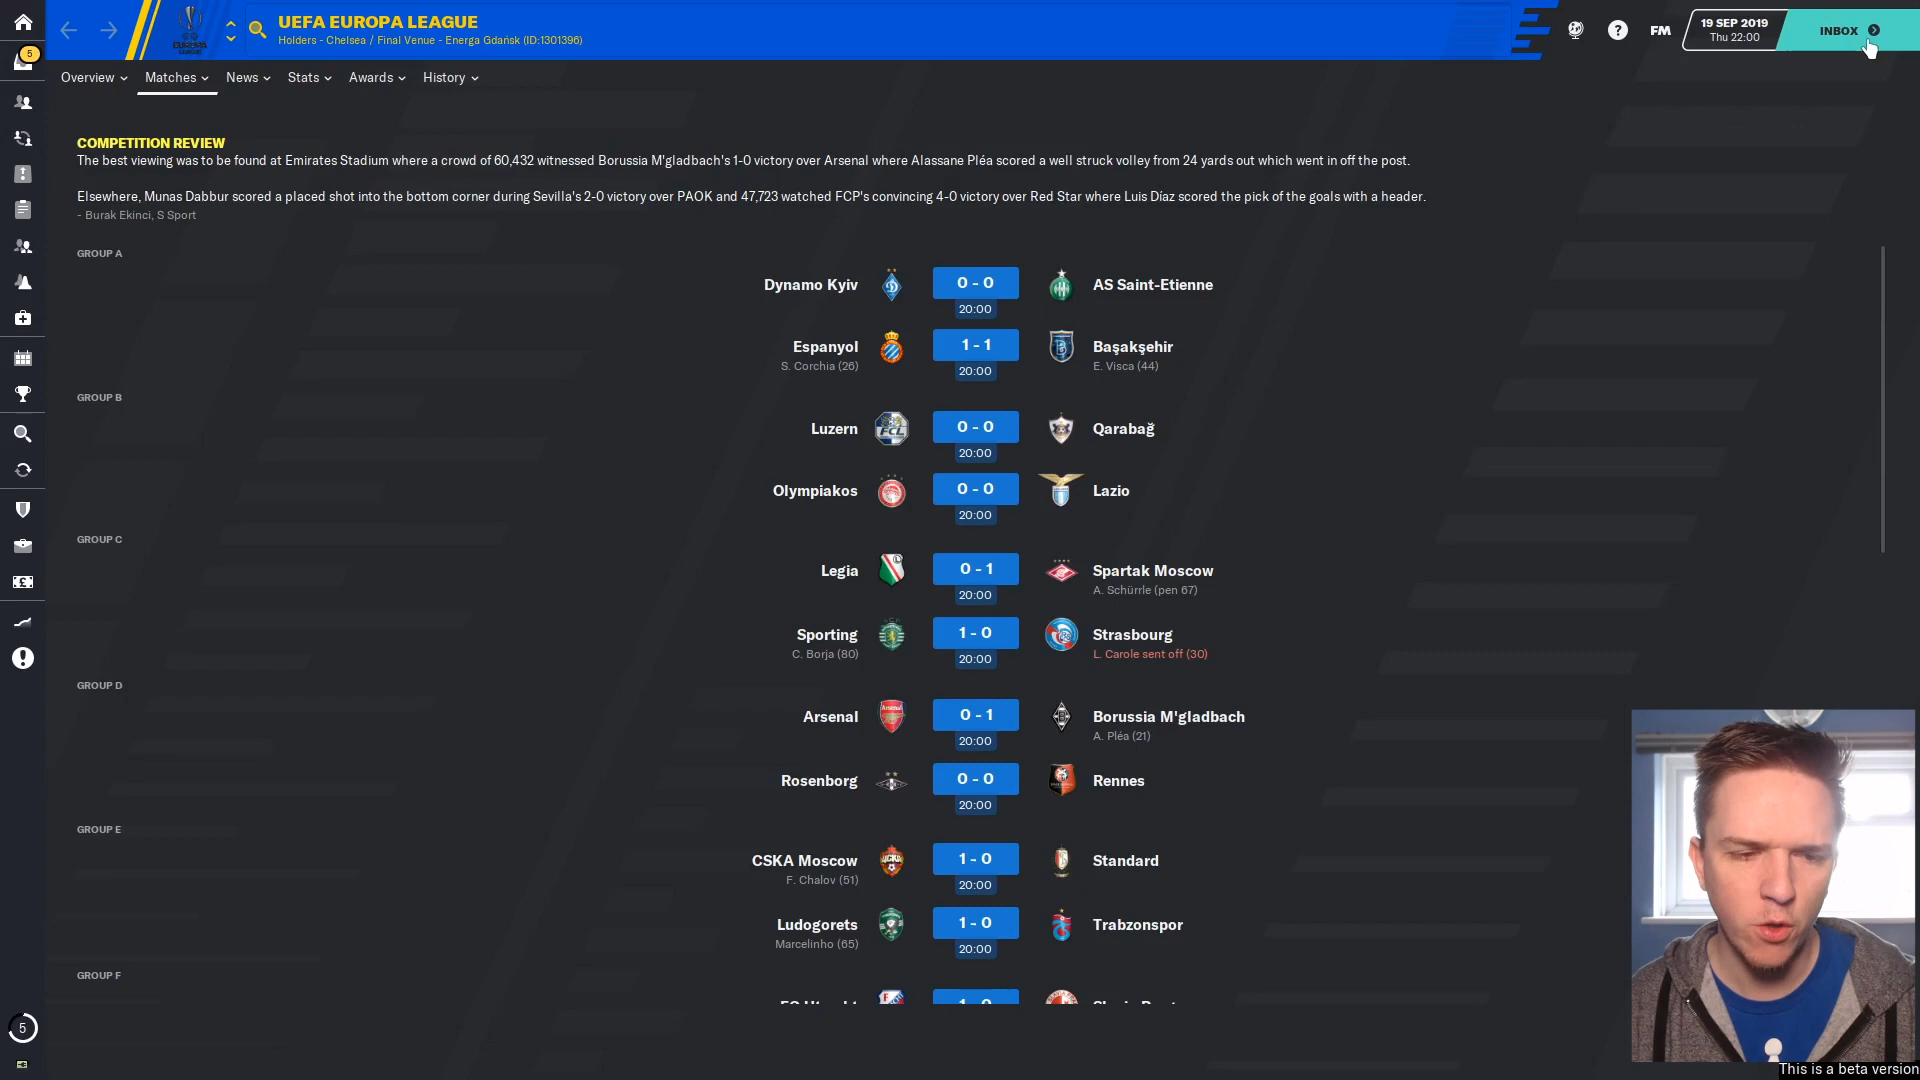 5
UEFA EUROPA LEAGUE
Holders - Chelsea / Final Venue - Energa Gdańsk (ID:1301396)
FM
19 SEP 2019
Thu 22:00
INBOX
Overview
Matches
News
Stats
Awards
History
COMPETITION REVIEW
The best viewing was to be found at Emirates Stadium where a crowd of 60,432 witnessed Borussia M'gladbach's 1-0 victory over Arsenal where Alassane Pléa scored a well struck volley from 24 yards out which went in off the post.
Elsewhere, Munas Dabbur scored a placed shot into the bottom corner during Sevilla's 2-0 victory over PAOK and 47,723 watched FCP's convincing 4-0 victory over Red Star where Luis Díaz scored the pick of the goals with a header.
- Burak Ekinci, S Sport
GROUP A
Dynamo Kyiv 0 - 0 AS Saint-Etienne
20:00
Espanyol 1 - 1 Başakşehir
S. Corchia (26) 20:00 E. Visca (44)
GROUP B
Luzern 0 - 0 Qarabağ
20:00
Olympiakos 0 - 0 Lazio
20:00
GROUP C
Legia 0 - 1 Spartak Moscow
20:00 A. Schürrle (pen 67)
Sporting 1 - 0 Strasbourg
C. Borja (80) 20:00 L. Carole sent off (30)
GROUP D
Arsenal 0 - 1 Borussia M'gladbach
20:00 A. Pléa (21)
Rosenborg 0 - 0 Rennes
20:00
GROUP E
CSKA Moscow 1 - 0 Standard
F. Chalov (51) 20:00
Ludogorets 1 - 0 Trabzonspor
Marcelinho (65) 20:00
GROUP F
5
This is a beta version